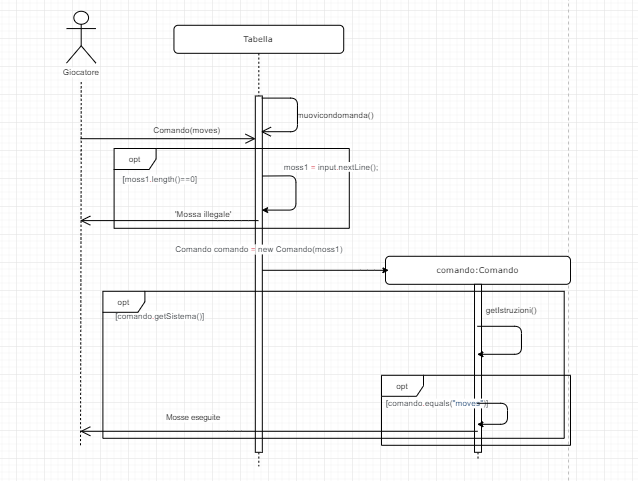 Tabella
Giocatore
muovicondomanda()
Comando(moves)
opt
moss1 = input.nextLine();
[moss1.length()==0]
'Mossa illegale'
Comando comando = new Comando(moss1)
comando:Comando
opt
getIstruzioni()
[comando.getSistema()]
opt
[comando.equals("moves")]
Mosse eseguite